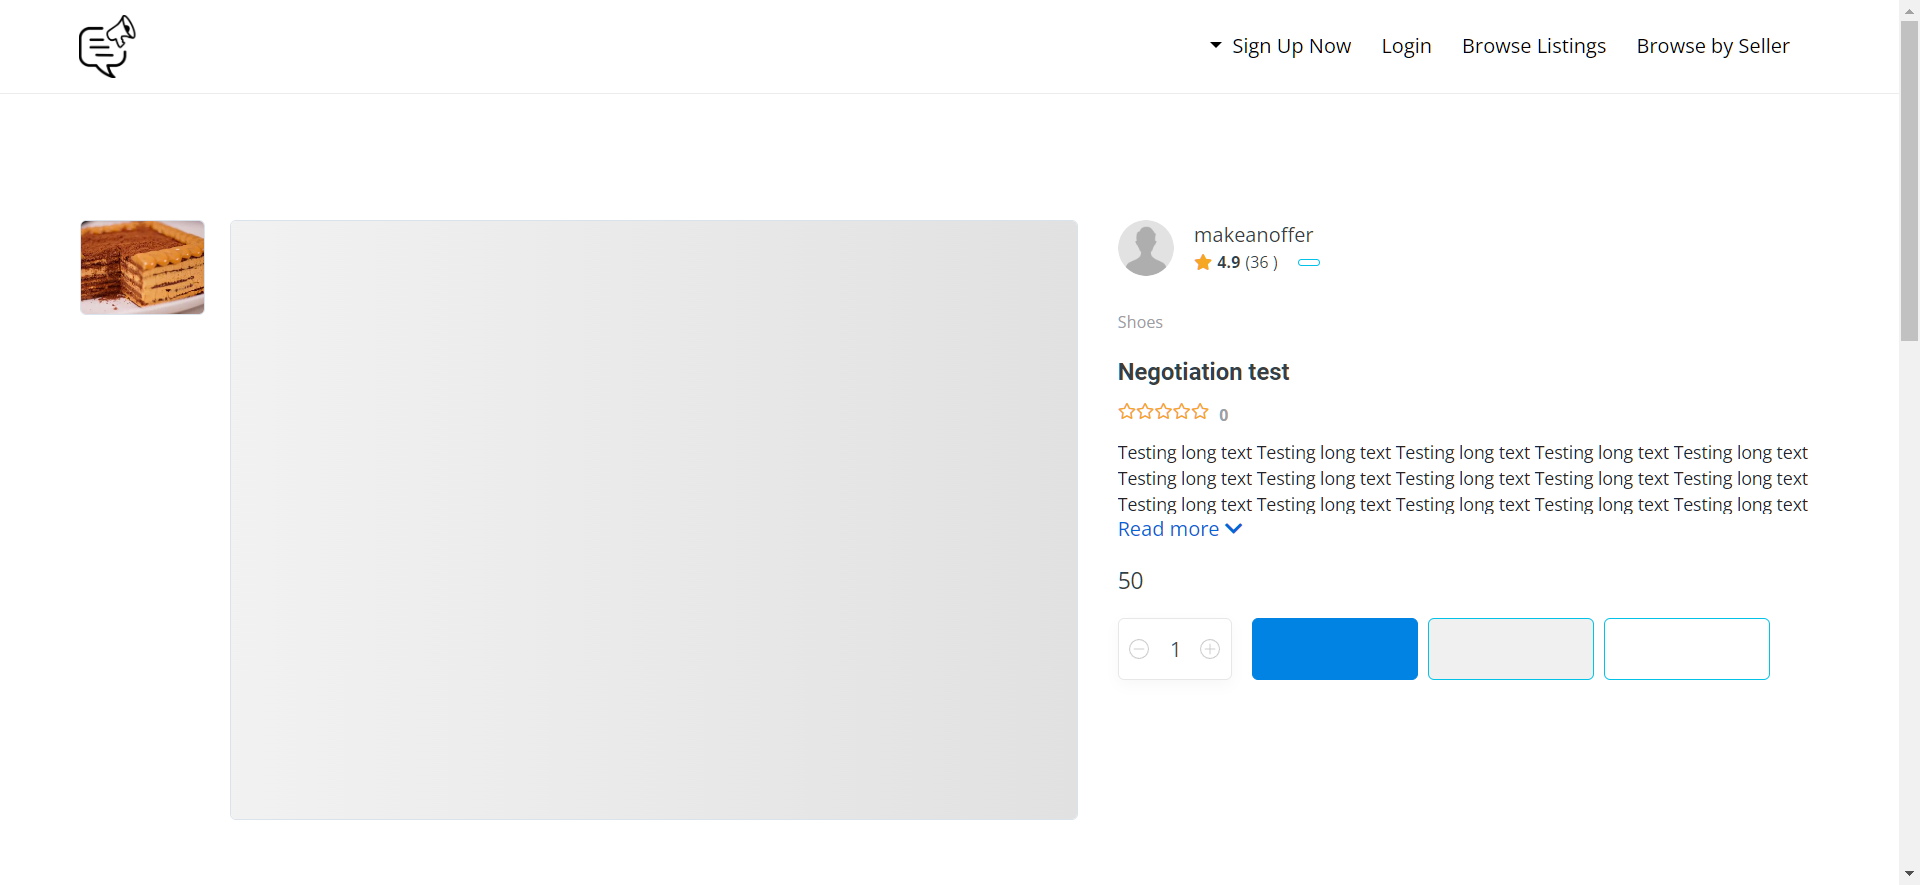 Sign Up Now Login Browse Listings Browse by Seller
makeanoffer
4.9 (36 )
Shoes
Negotiation test
0
Testing long text Testing long text Testing long text Testing long text Testing long text
Testing long text Testing long text Testing long text Testing long text Testing long text
Testing long text Testing long text Testing long text Testing long text Testing long text
Read more
50
1